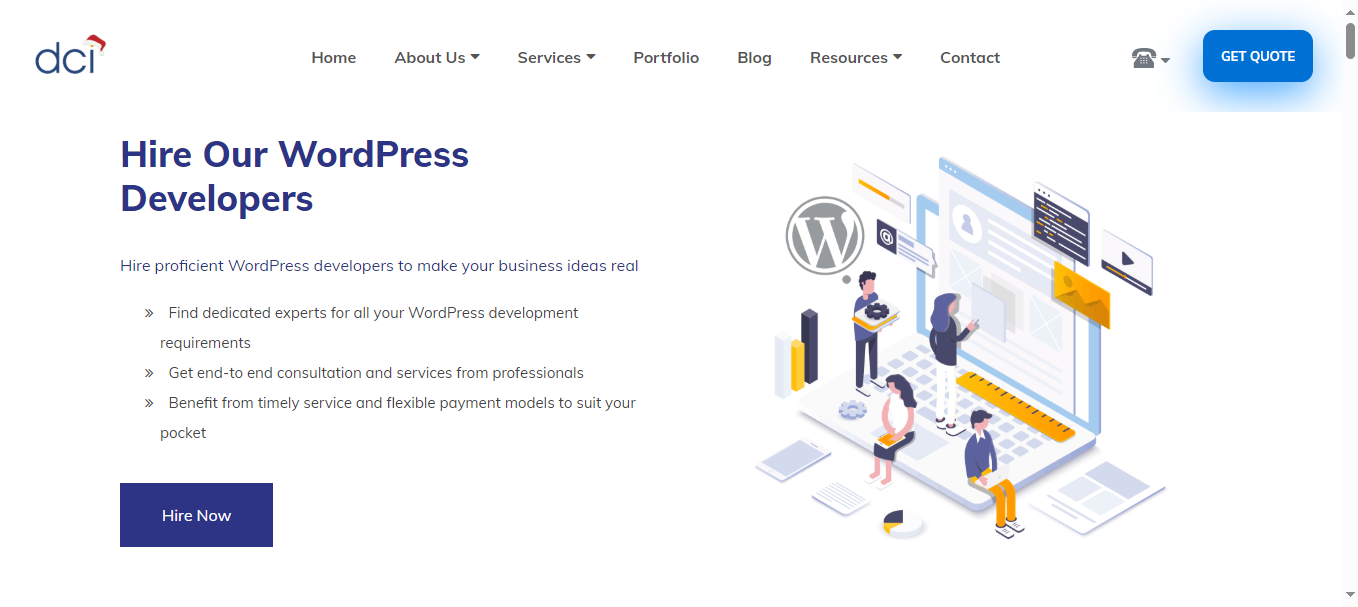 dci
Home
About Us
Services
Portfolio
Blog
Resources
Contact
GET QUOTE
Hire Our WordPress
Developers
Hire proficient WordPress developers to make your business ideas real
» Find dedicated experts for all your WordPress development
requirements
» Get end-to end consultation and services from professionals
» Benefit from timely service and flexible payment models to suit your
pocket
W
@
Hire Now